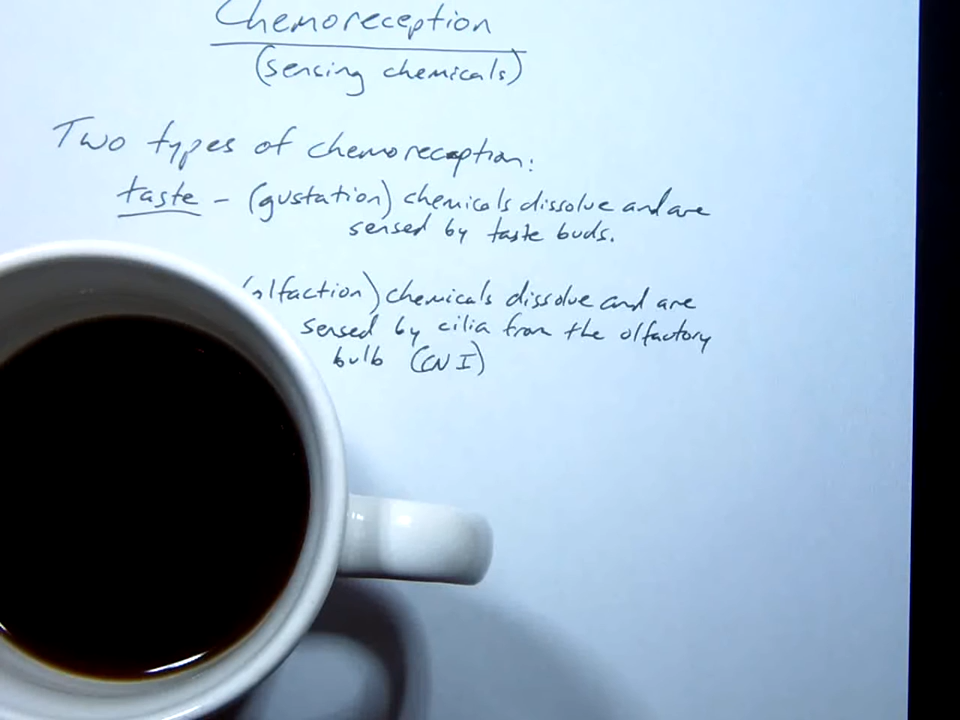 Chemoreception
(sensing chemicals)
Two types of chemoreception:
taste - (gustation) chemicals dissolve and are
sensed by taste buds.
(olfaction) chemicals dissolve and are
sensed by cilia from the olfactory
bulb (CN I)